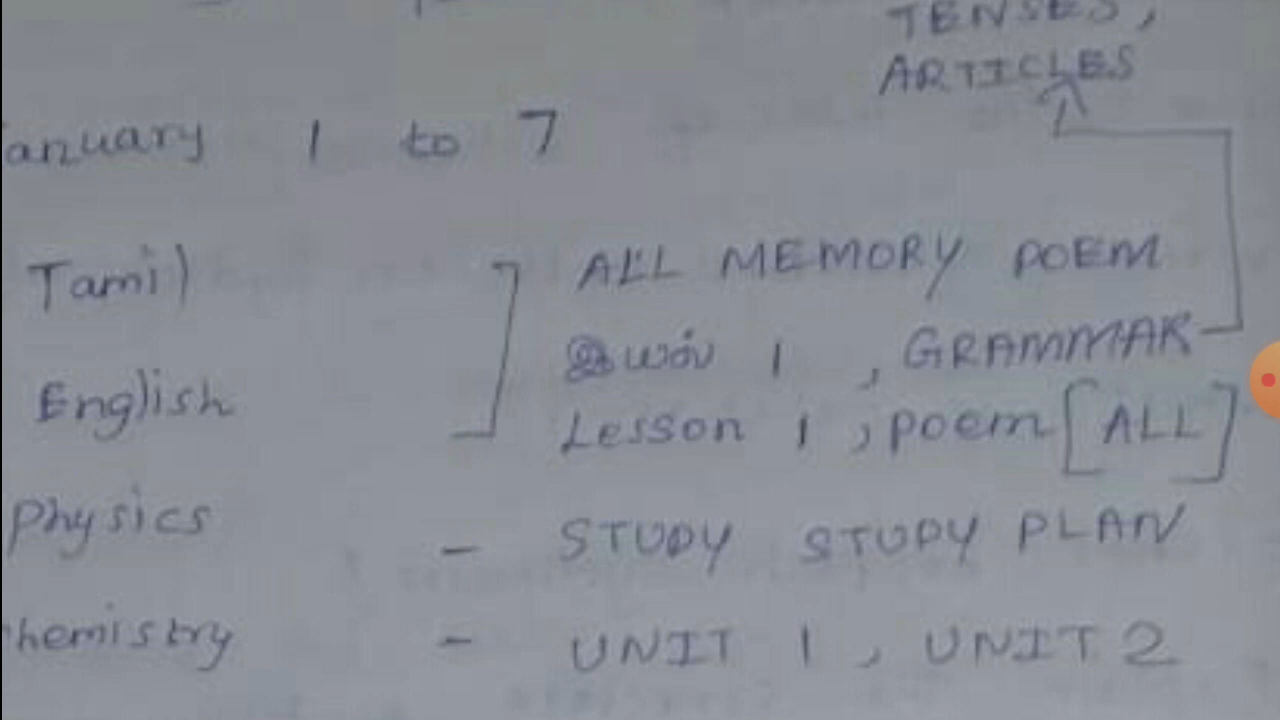 TENSES,
ARTICLES
anuary 1 to 7
Tamil
ALL MEMORY POEM
இயல் 1, GRAMMAR
English
Lesson 1, poem [ALL]
Physics - STUDY STUDY PLAN
hemistry - UNIT 1, UNIT 2